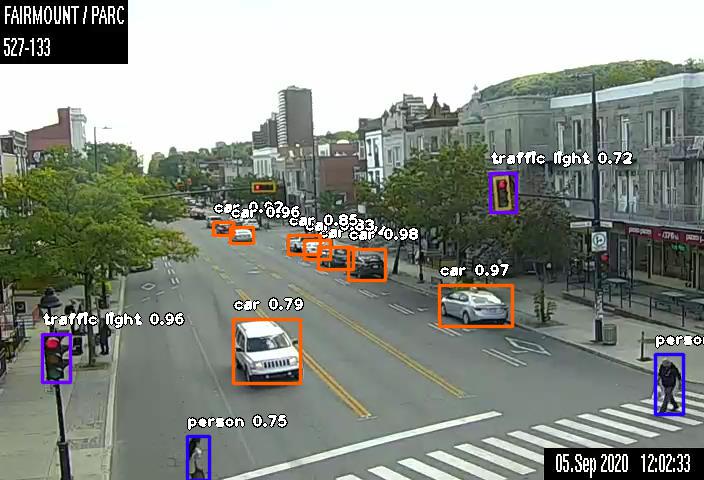 FAIRMOUNT / PARC
527-133
traffic light 0.72
car 0.96
car 0.85
car 0.98
car 0.97
car 0.79
traffic light 0.96
person 0.75
05.Sep 2020 12:02:33